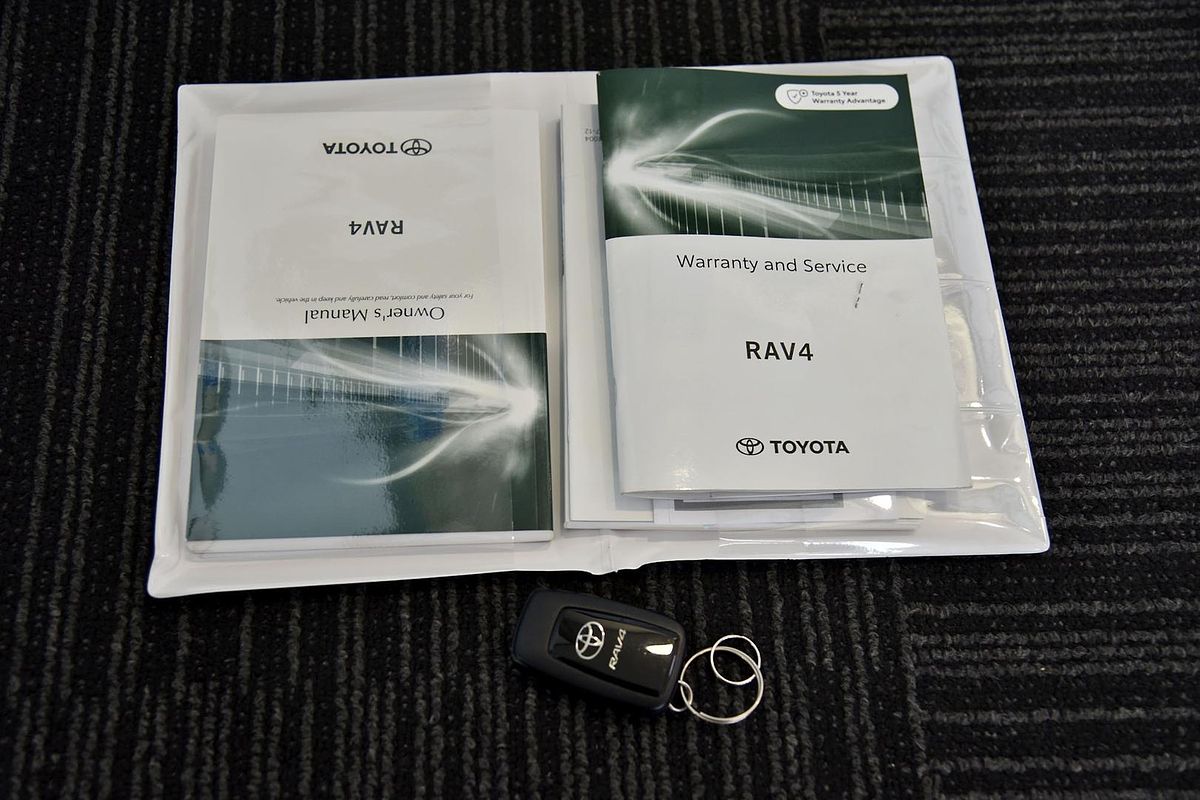 TOYOTA
RAV4
For your safety and comfort, read carefully and keep in the vehicle.
Owner's Manual
Toyota 5 Year
Warranty Advantage
Warranty and Service
RAV4
TOYOTA
RAV4